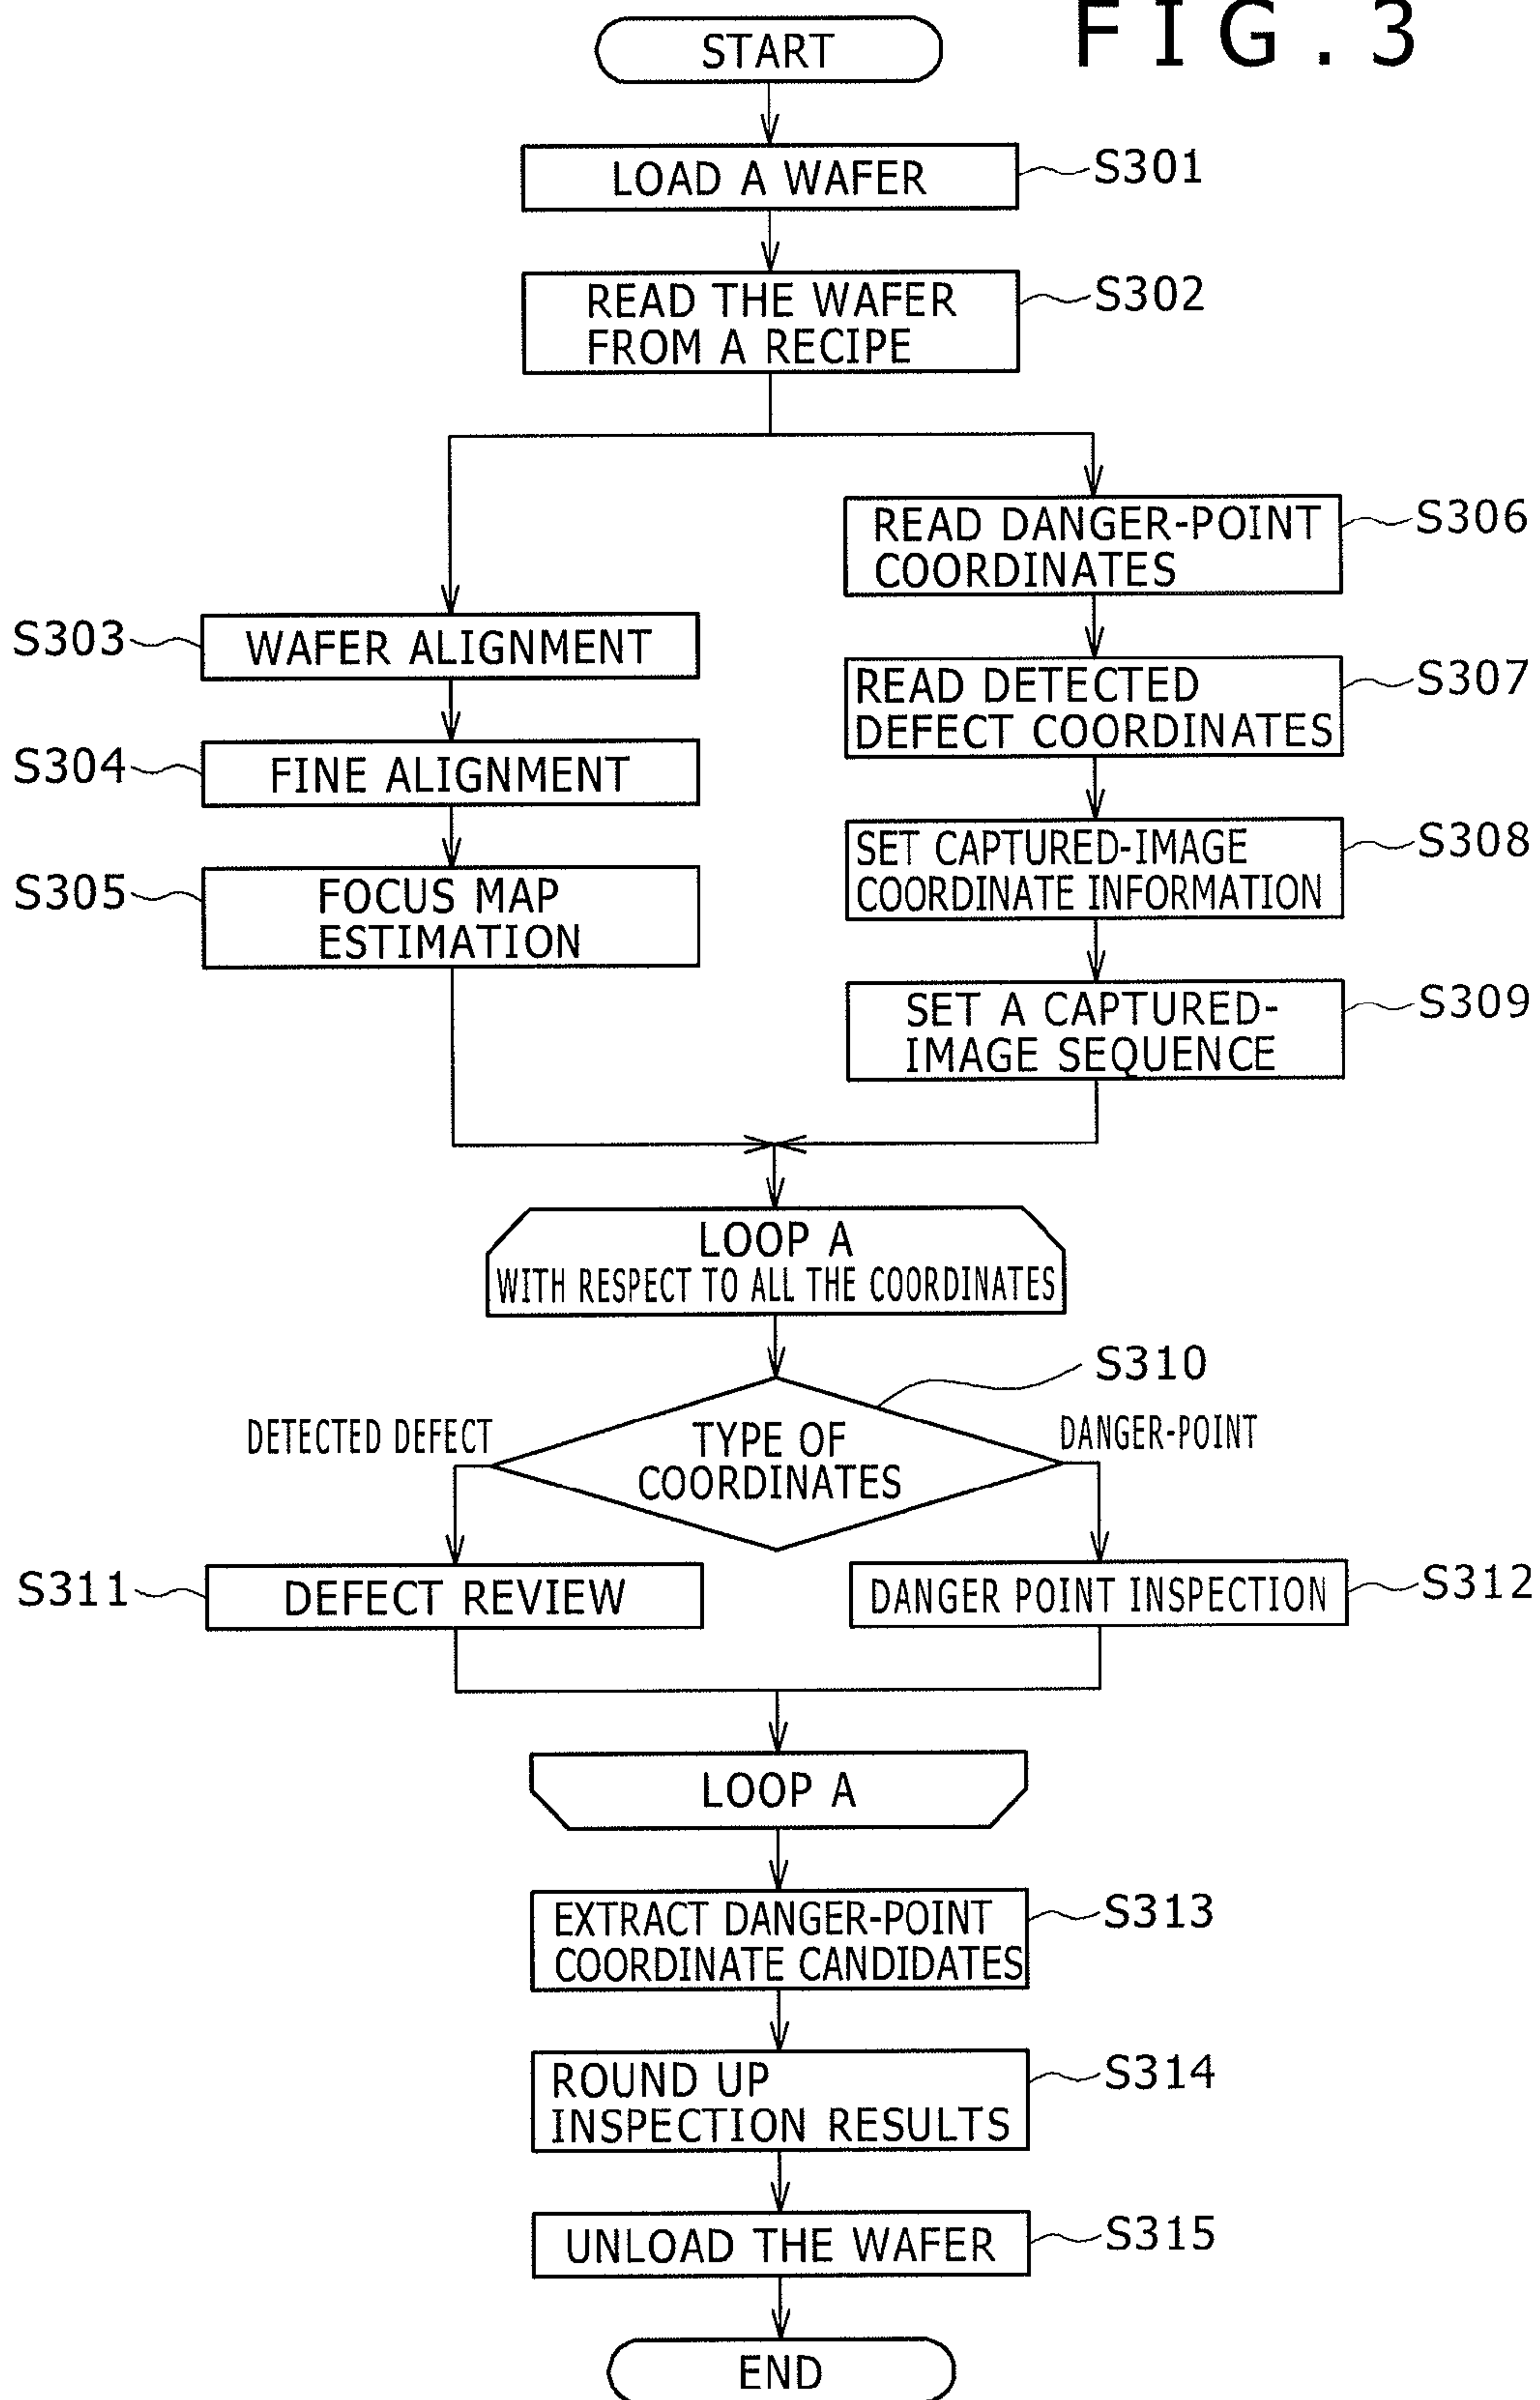 FIG.3
START
LOAD A WAFER
S301
READ THE WAFER
FROM A RECIPE
S302
READ DANGER-POINT
COORDINATES
S306
S303
WAFER ALIGNMENT
READ DETECTED
DEFECT COORDINATES
S307
S304
FINE ALIGNMENT
SET CAPTURED-IMAGE
COORDINATE INFORMATION
S308
S305
FOCUS MAP
ESTIMATION
SET A CAPTURED-
IMAGE SEQUENCE
S309
LOOP A
WITH RESPECT TO ALL THE COORDINATES
S310
DETECTED DEFECT
TYPE OF
COORDINATES
DANGER-POINT
S311
DEFECT REVIEW
DANGER POINT INSPECTION
S312
LOOP A
EXTRACT DANGER-POINT
COORDINATE CANDIDATES
S313
ROUND UP
INSPECTION RESULTS
S314
UNLOAD THE WAFER
S315
END